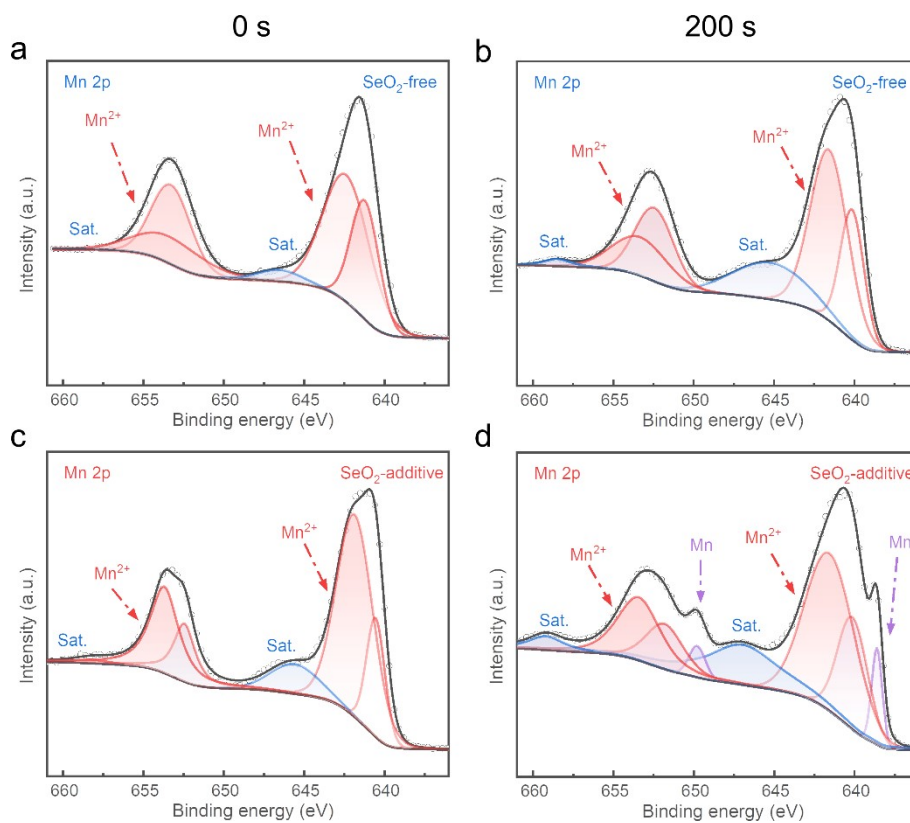 0 s
200 s
a
Mn 2p
SeO₂-free
Mn²⁺
Mn²⁺
Sat.
Sat.
Intensity (a.u.)
660 655 650 645 640
Binding energy (eV)
b
Mn 2p
SeO₂-free
Mn²⁺
Mn²⁺
Sat.
Sat.
Intensity (a.u.)
660 655 650 645 640
Binding energy (eV)
c
Mn 2p
SeO₂-additive
Mn²⁺
Mn²⁺
Sat.
Sat.
Intensity (a.u.)
660 655 650 645 640
Binding energy (eV)
d
Mn 2p
SeO₂-additive
Mn²⁺
Mn
Mn²⁺
Mn
Sat.
Sat.
Intensity (a.u.)
660 655 650 645 640
Binding energy (eV)